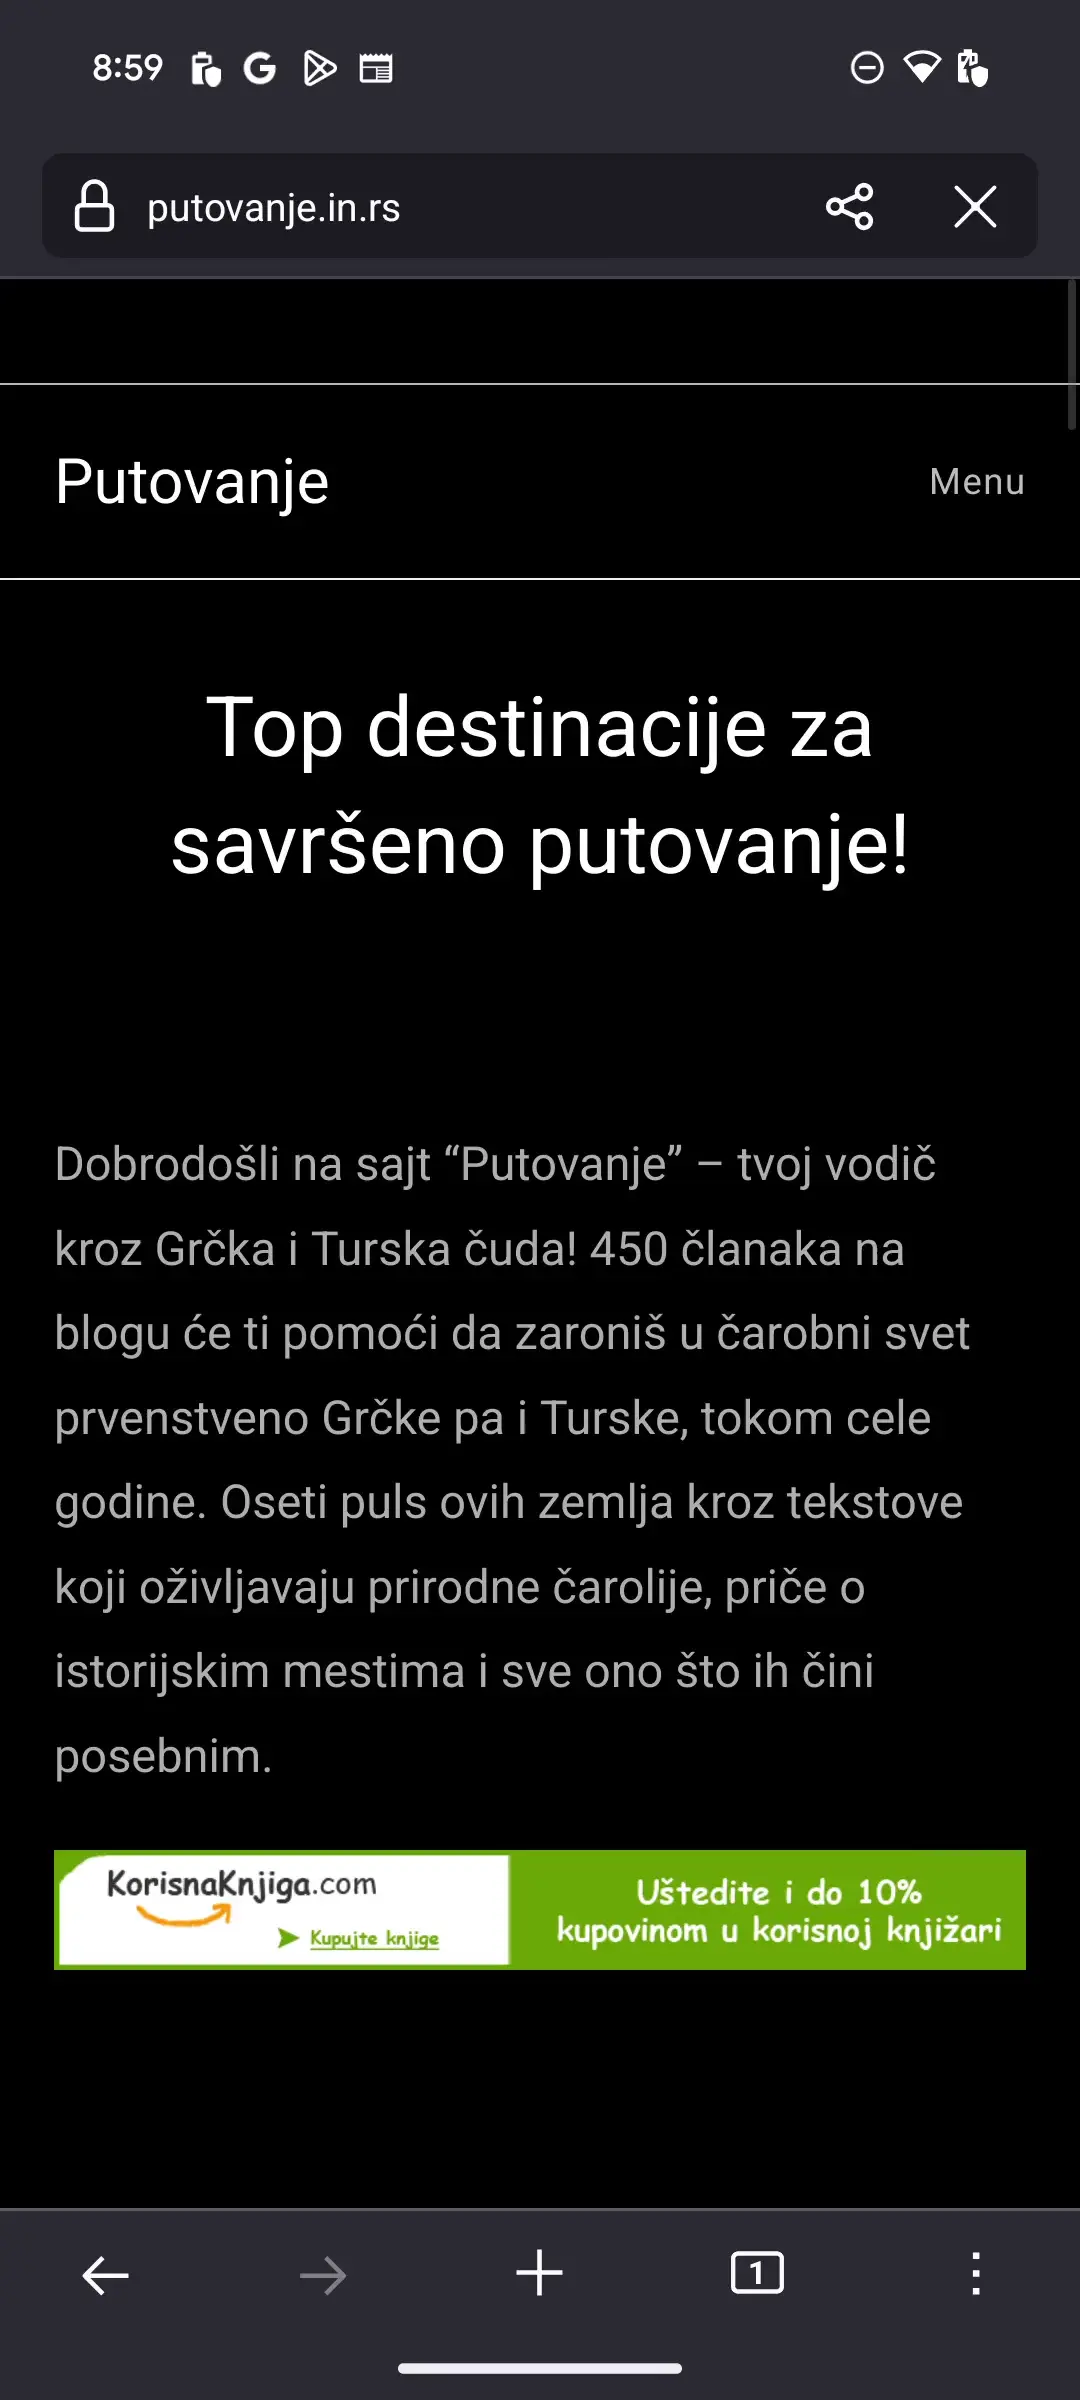 8:59
putovanje.in.rs
Putovanje
Menu
Top destinacije za
savršeno putovanje!
Dobrodošli na sajt “Putovanje” – tvoj vodič
kroz Grčka i Turska čuda! 450 članaka na
blogu će ti pomoći da zaroniš u čarobni svet
prvenstveno Grčke pa i Turske, tokom cele
godine. Oseti puls ovih zemlja kroz tekstove
koji oživljavaju prirodne čarolije, priče o
istorijskim mestima i sve ono što ih čini
posebnim.
KorisnaKnjiga.com
Kupujte knjige
Uštedite i do 10%
kupovinom u korisnoj knjižari
1